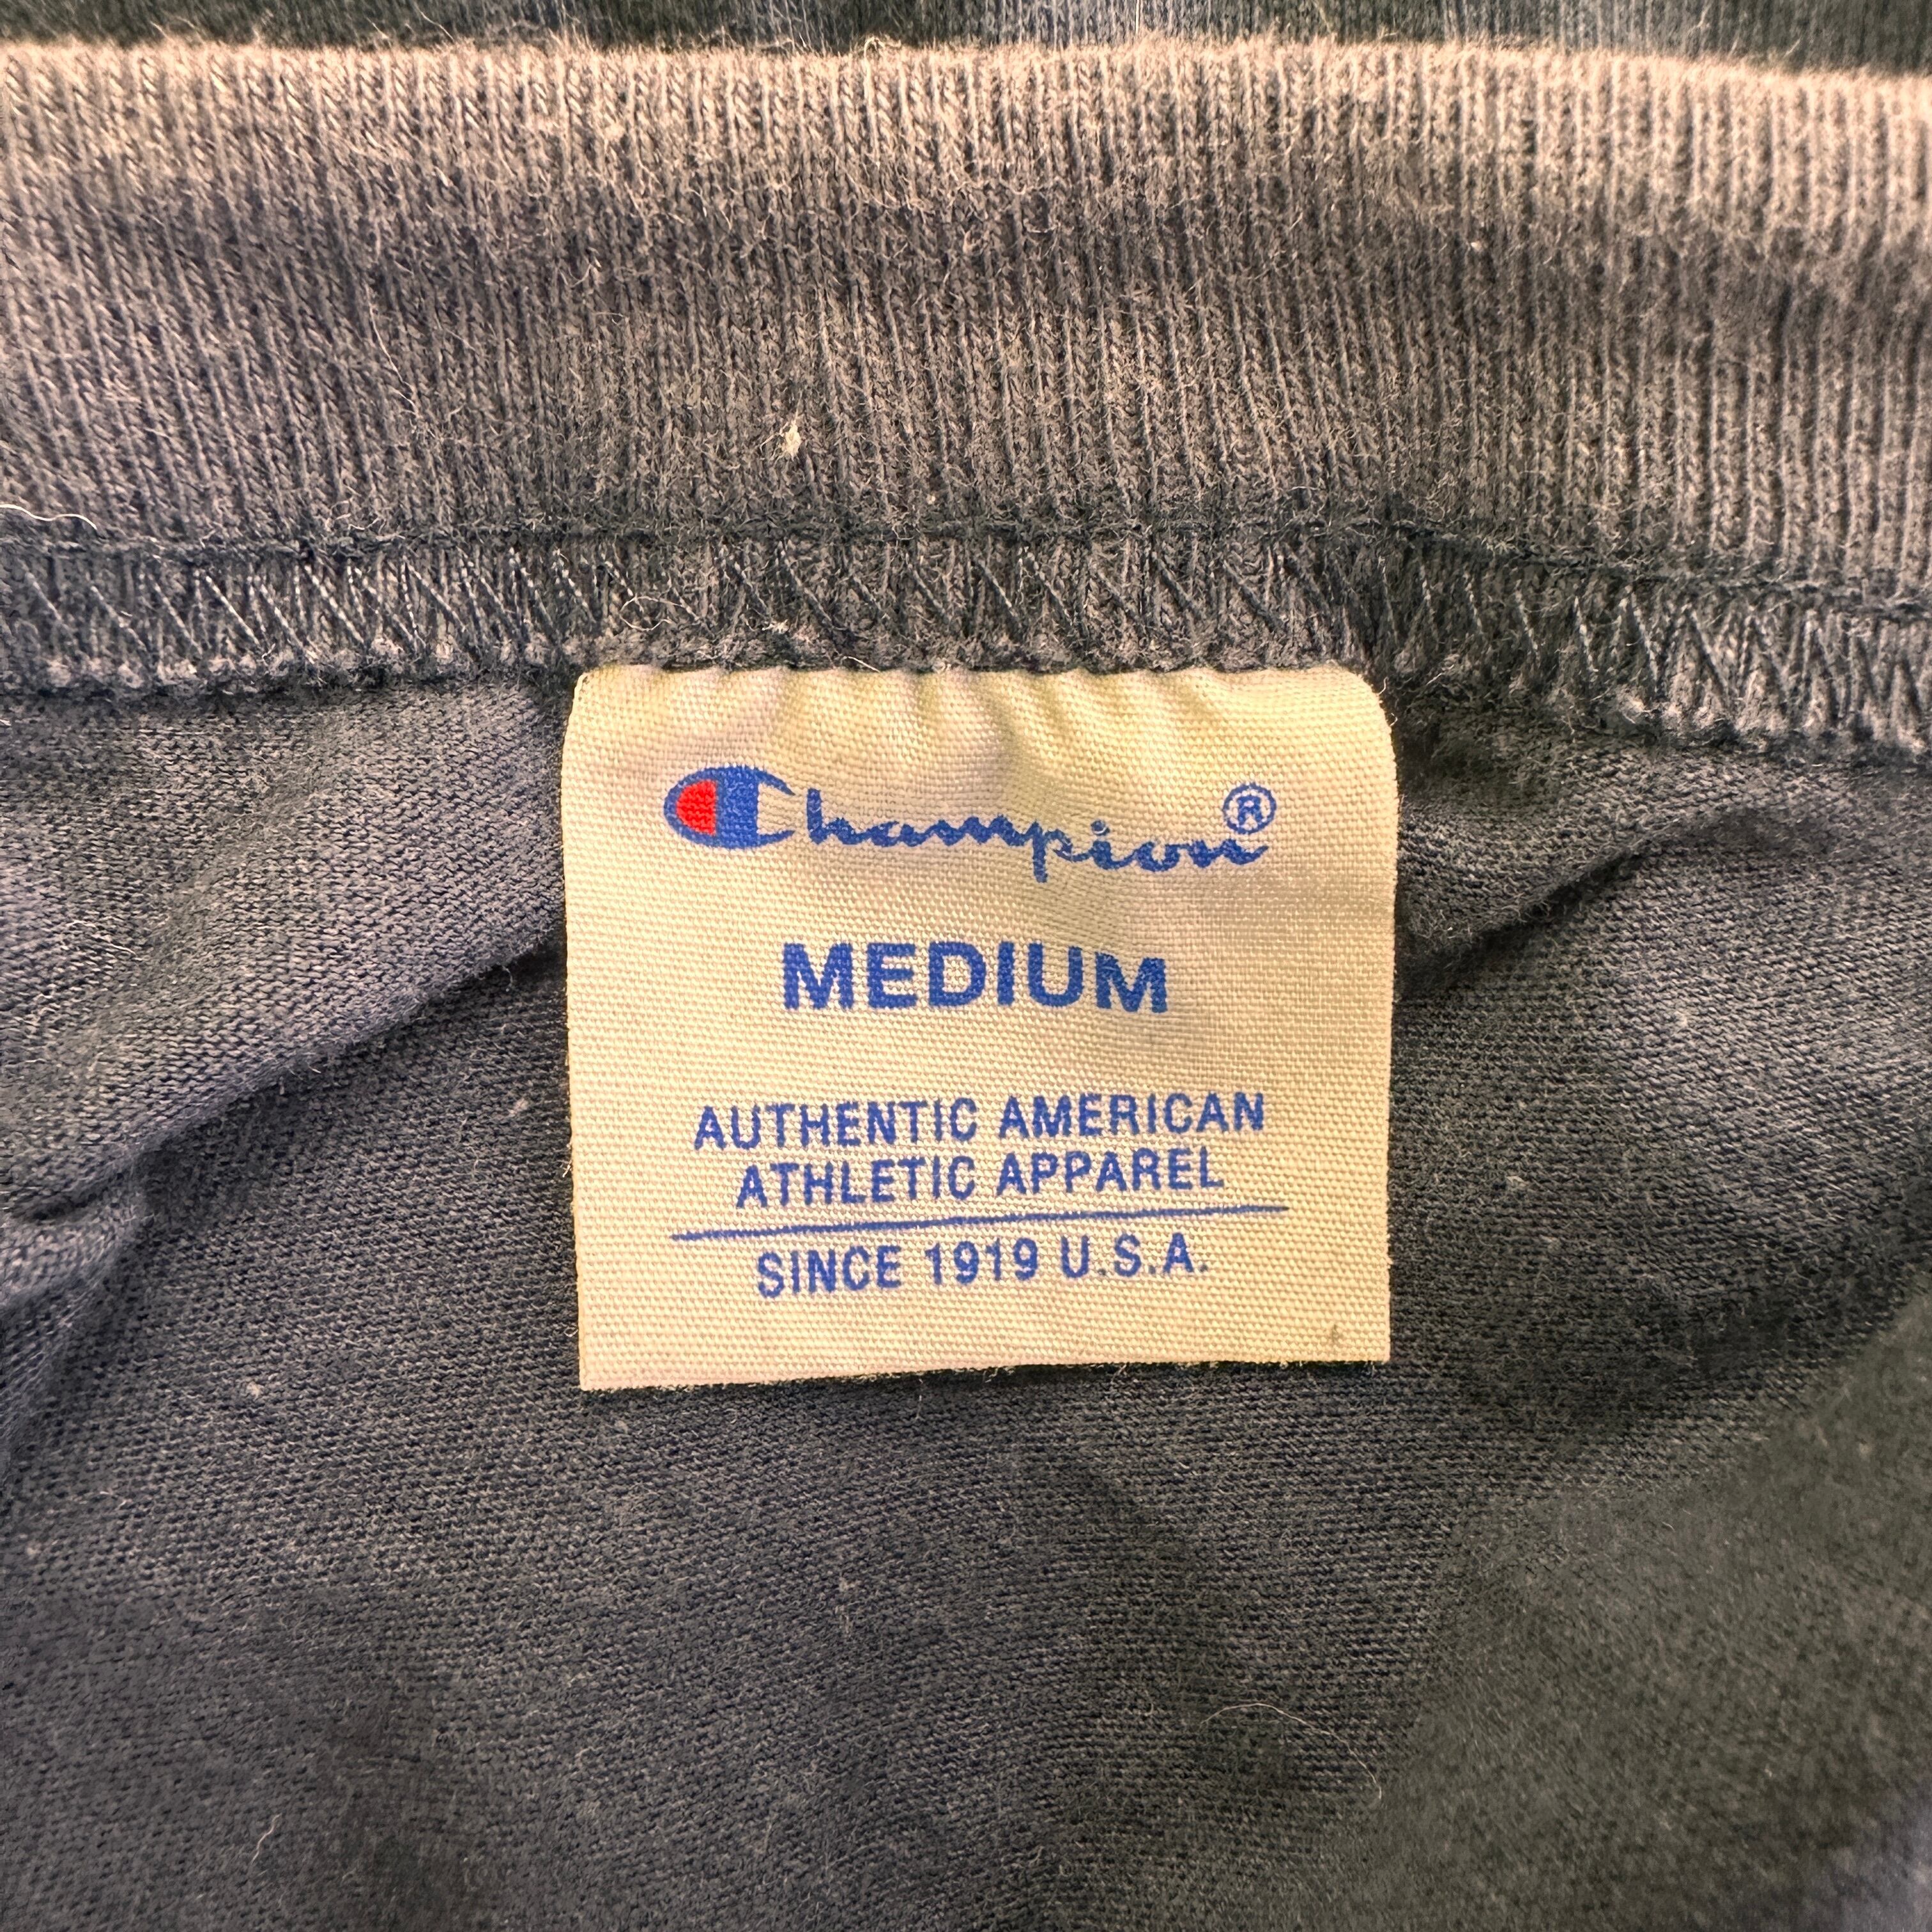 Champion®
MEDIUM
AUTHENTIC AMERICAN
ATHLETIC APPAREL
SINCE 1919 U.S.A.